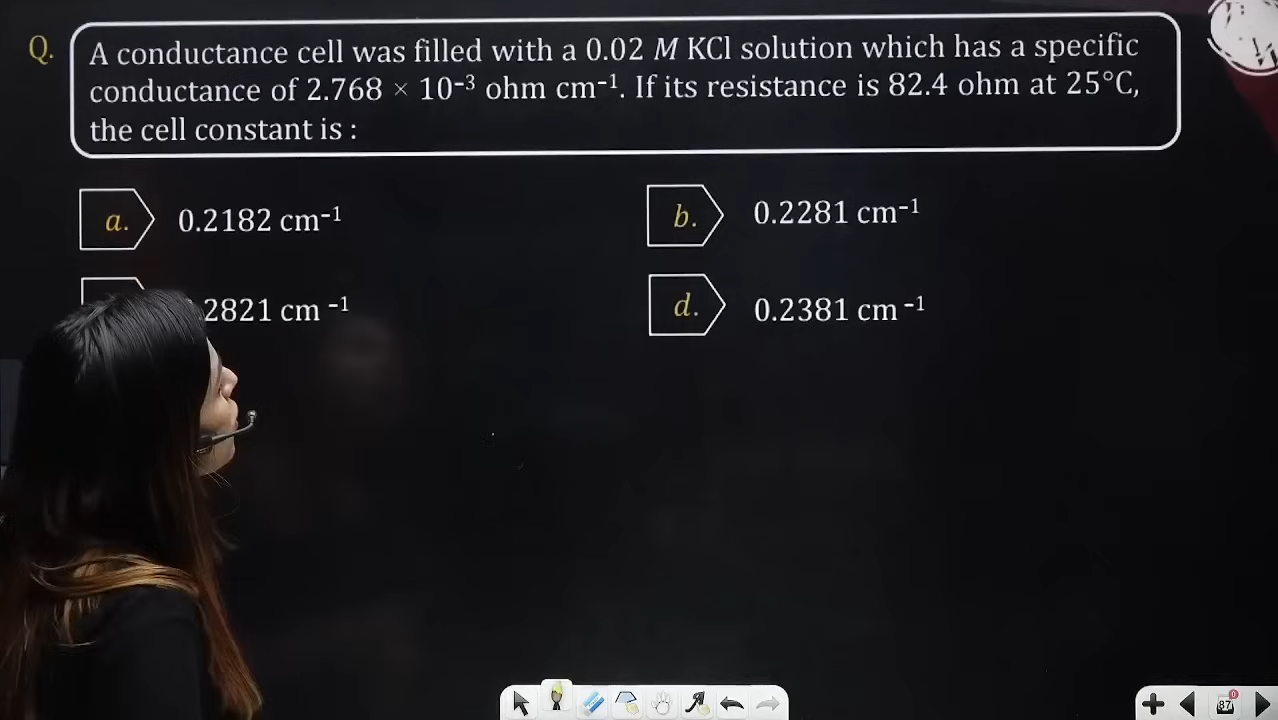 Q. A conductance cell was filled with a 0.02 M KCl solution which has a specific
conductance of 2.768 × 10⁻³ ohm cm⁻¹. If its resistance is 82.4 ohm at 25°C,
the cell constant is :
a. 0.2182 cm⁻¹
b. 0.2281 cm⁻¹
.2821 cm ⁻¹
d. 0.2381 cm ⁻¹
87
0